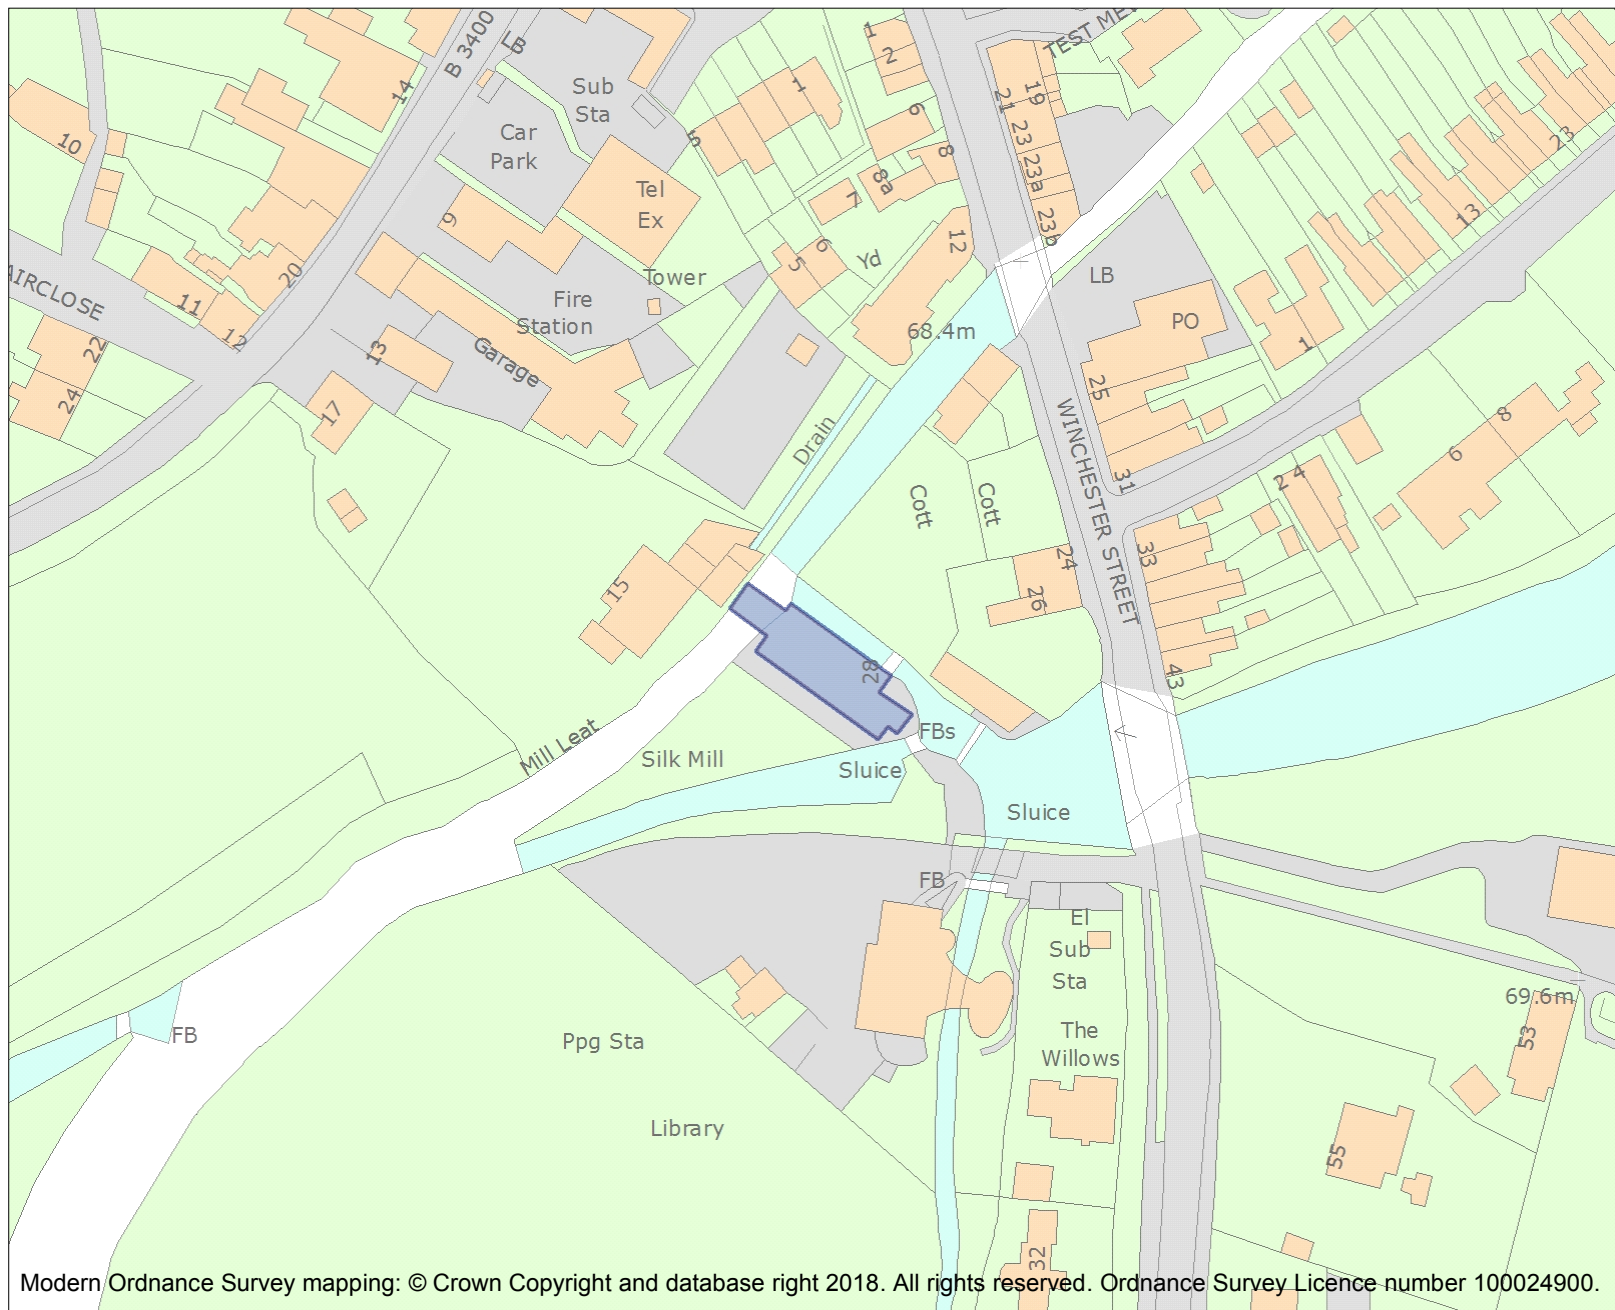 B 3400
LB
14
Sub
Sta
Car
Park
1
5
1
2
6
8
8a
7
TEST ME
19
21
23
23a
23b
10
9
Tel
Ex
Tower
Fire
Station
Garage
5
6
Yd
12
68.4m
LB
PO
23
13
1
AIRCLOSE
11
12
20
22
24
13
17
Drain
25
31
WINCHESTER STREET
Cott
Cott
24
26
33
43
2 4
6
8
15
28
FBs
Mill Leat
Silk Mill
Sluice
Sluice
FB
El
Sub
Sta
The
Willows
FB
Ppg Sta
Library
69.6m
53
55
32
Modern Ordnance Survey mapping: © Crown Copyright and database right 2018. All rights reserved. Ordnance Survey Licence number 100024900.